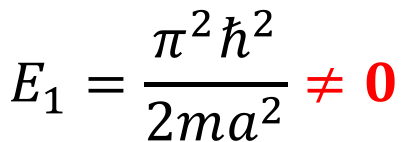 E₁ = π²ħ² / 2ma² ≠ 0